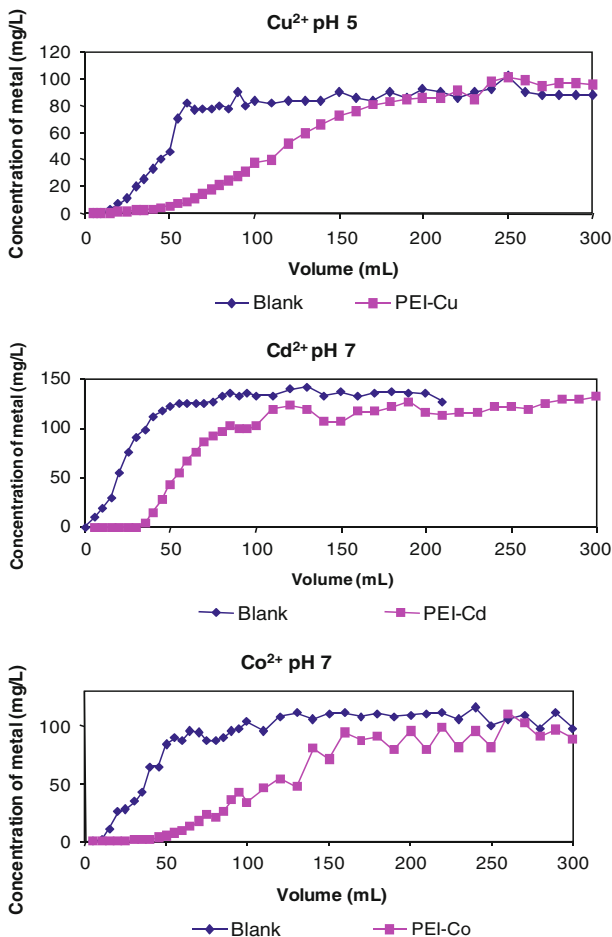 Cu²⁺ pH 5
Concentration of metal (mg/L)
120
100
80
60
40
20
0
0 50 100 150 200 250 300
Volume (mL)
Blank PEI-Cu
Cd²⁺ pH 7
Concentration of metal (mg/L)
150
100
50
0
0 50 100 150 200 250 300
Volume (mL)
Blank PEI-Cd
Co²⁺ pH 7
Concentration of metal (mg/L)
100
50
0
0 50 100 150 200 250 300
Volume (mL)
Blank PEI-Co